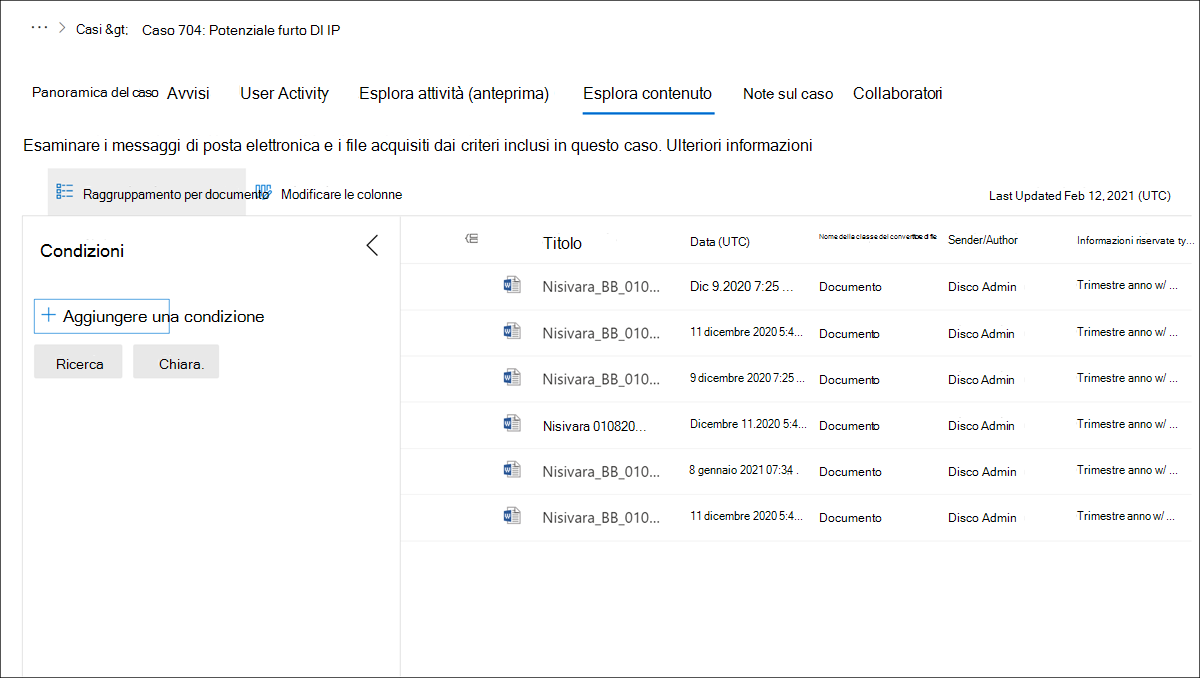 ··· > Casi &gt; Caso 704: Potenziale furto DI IP
Panoramica del caso Avvisi User Activity Esplora attività (anteprima) Esplora contenuto Note sul caso Collaboratori
Esaminare i messaggi di posta elettronica e i file acquisiti dai criteri inclusi in questo caso. Ulteriori informazioni
Raggruppamento per documento Modificare le colonne Last Updated Feb 12, 2021 (UTC)
Condizioni
+ Aggiungere una condizione
Ricerca Chiara.
Titolo Data (UTC) Nome della classe del convertitore di file Sender/Author Informazioni riservate ty...
Nisivara_BB_010... Dic 9.2020 7:25 ... Documento Disco Admin Trimestre anno w/ ...
Nisivara_BB_010... 11 dicembre 2020 5:4... Documento Disco Admin Trimestre anno w/ ...
Nisivara_BB_010... 9 dicembre 2020 7:25 ... Documento Disco Admin Trimestre anno w/ ...
Nisivara 010820... Dicembre 11.2020 5:4... Documento Disco Admin Trimestre anno w/ ...
Nisivara_BB_010... 8 gennaio 2021 07:34 . Documento Disco Admin Trimestre anno w/ ...
Nisivara_BB_010... 11 dicembre 2020 5:4... Documento Disco Admin Trimestre anno w/ ...